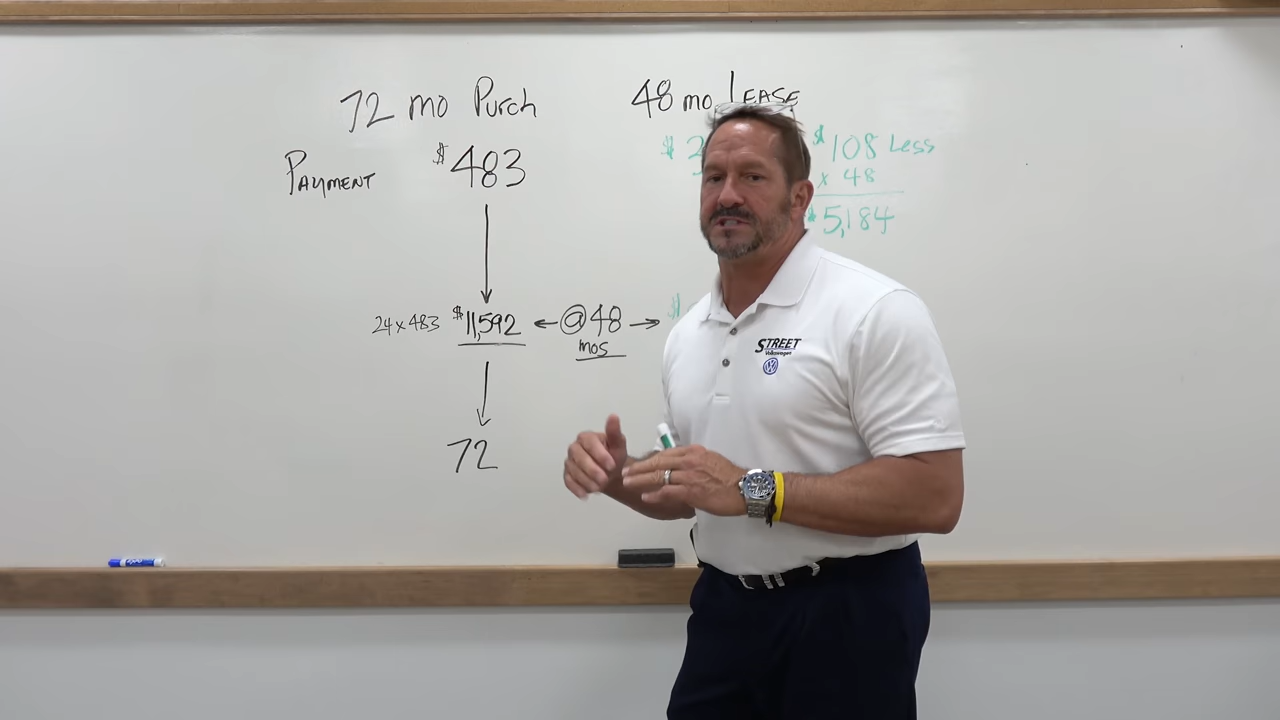 72 mo Purch
48 mo LEASE
PAYMENT $483
$108 Less
x 48
$5,184
24 x 483 $11,592 ← @48 →
mos
72
STREET
Volkswagen